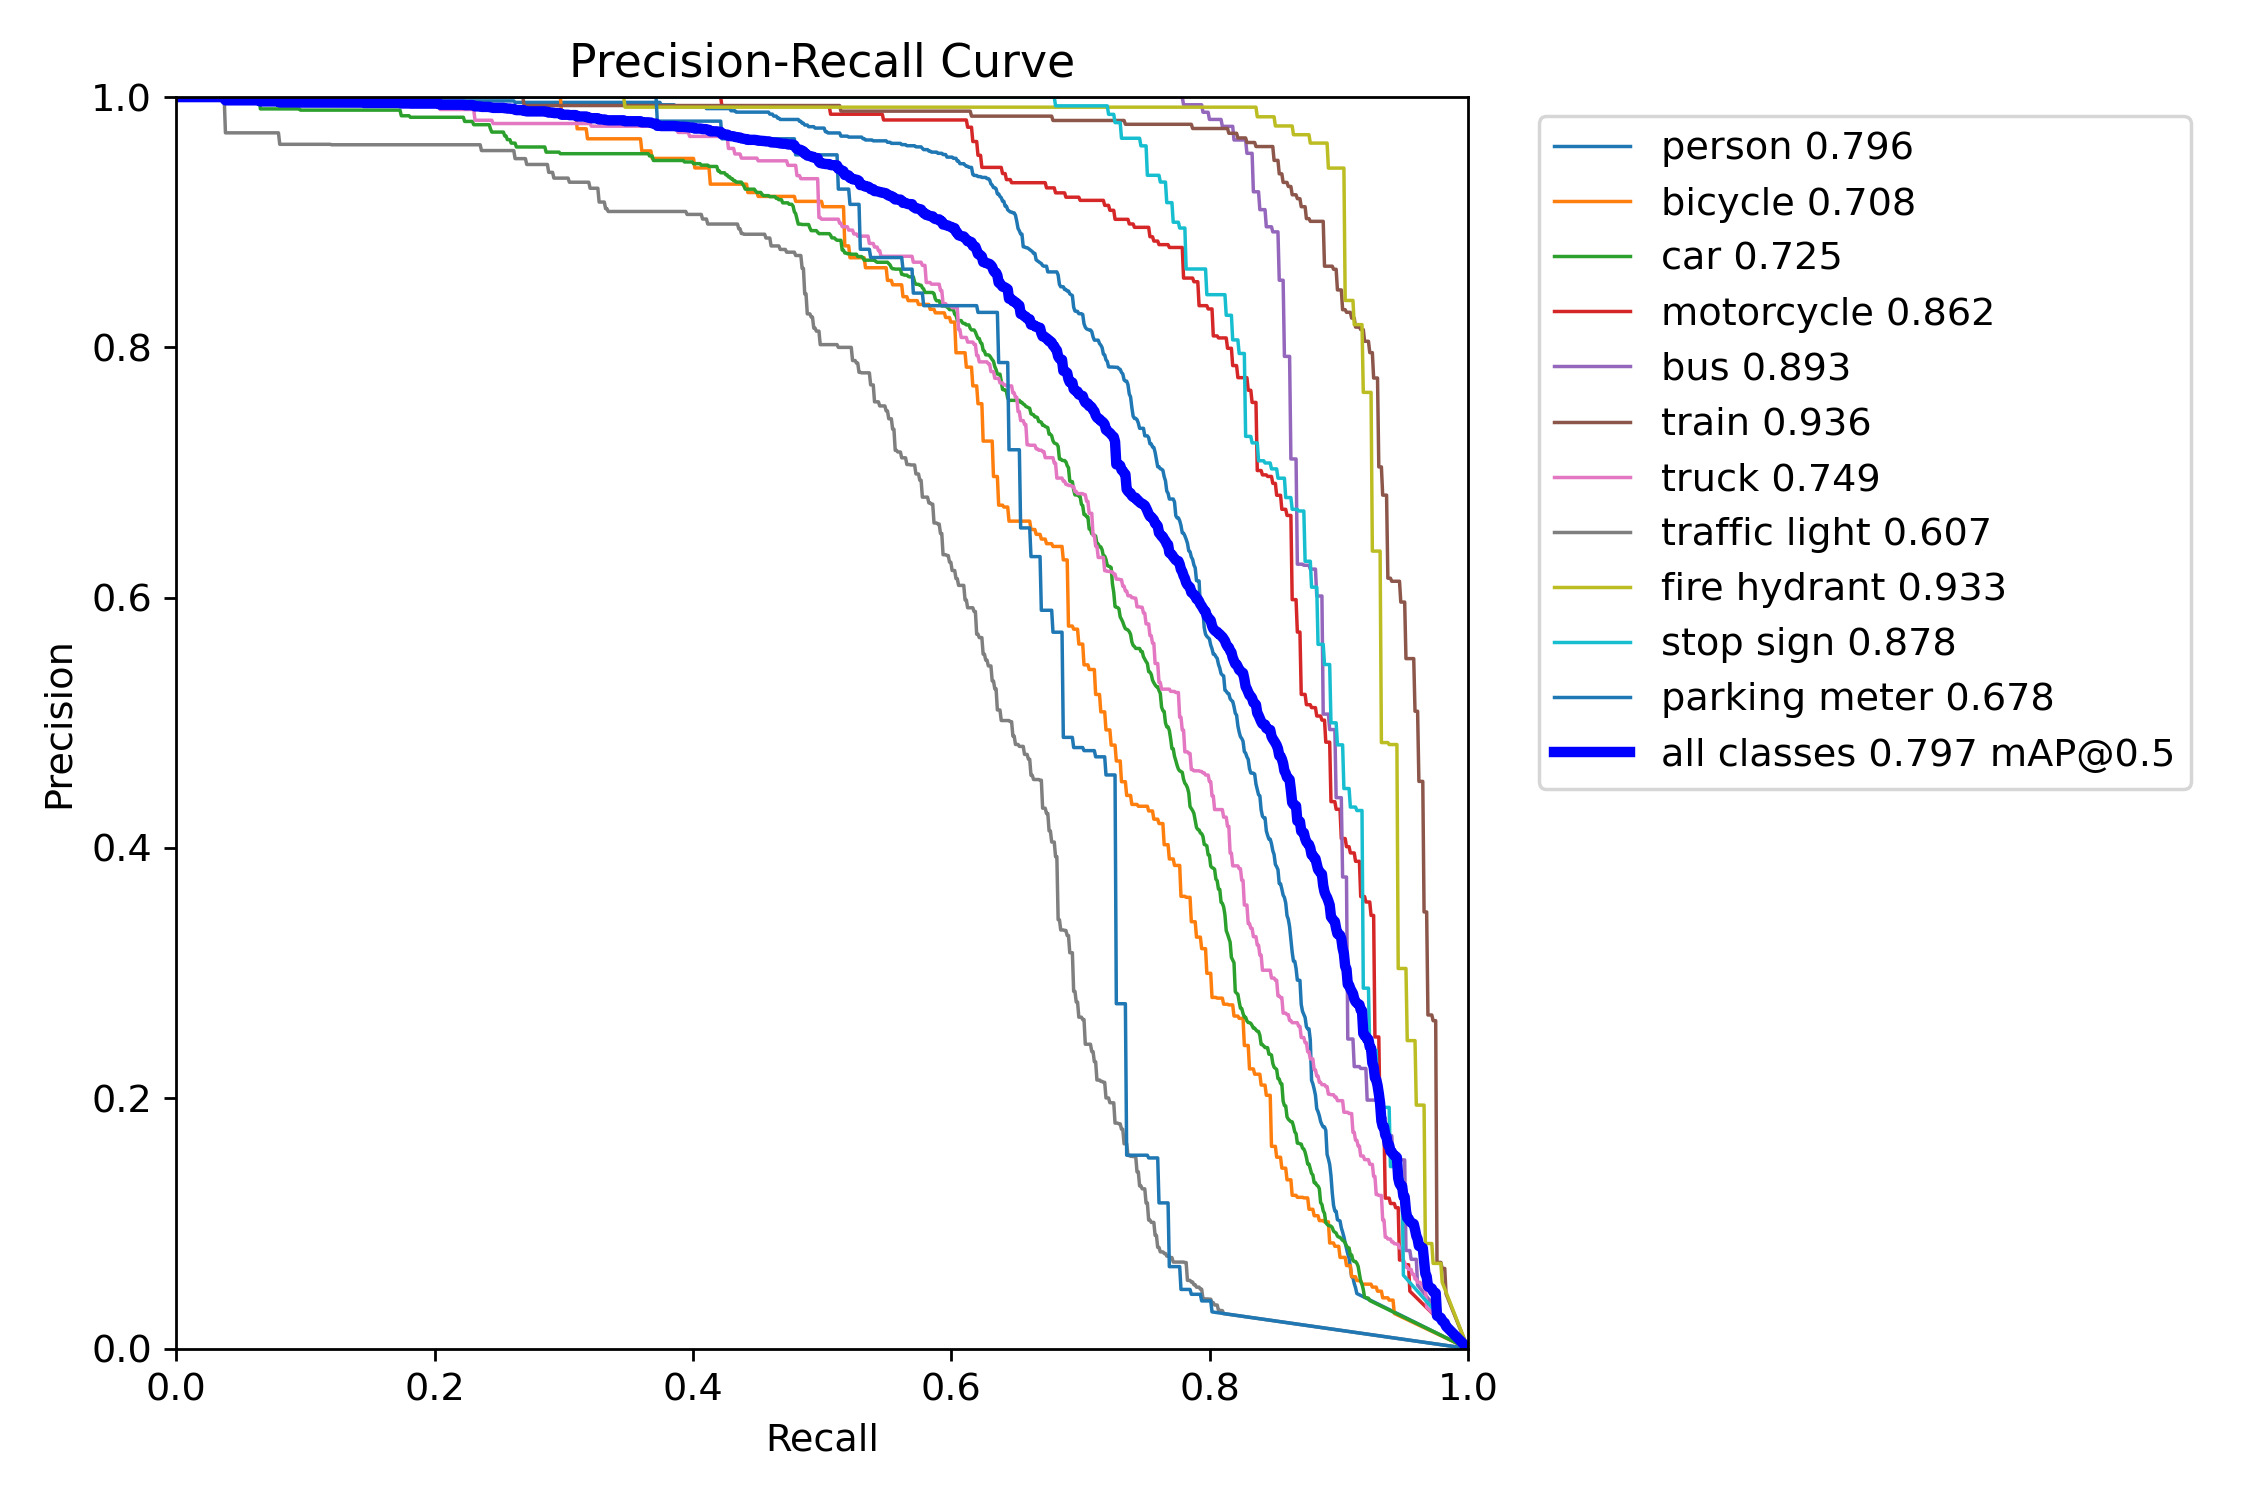 Precision-Recall Curve
1.0
0.8
0.6
0.4
0.2
0.0
Precision
0.0 0.2 0.4 0.6 0.8 1.0
Recall
person 0.796
bicycle 0.708
car 0.725
motorcycle 0.862
bus 0.893
train 0.936
truck 0.749
traffic light 0.607
fire hydrant 0.933
stop sign 0.878
parking meter 0.678
all classes 0.797 mAP@0.5